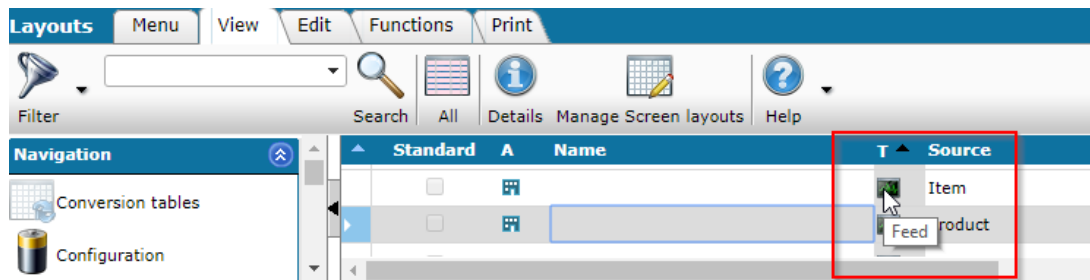 Layouts Menu View Edit Functions Print
Filter Search All Details Manage Screen layouts Help
Navigation Standard A Name T Source
Conversion tables Item
Feed roduct
Configuration